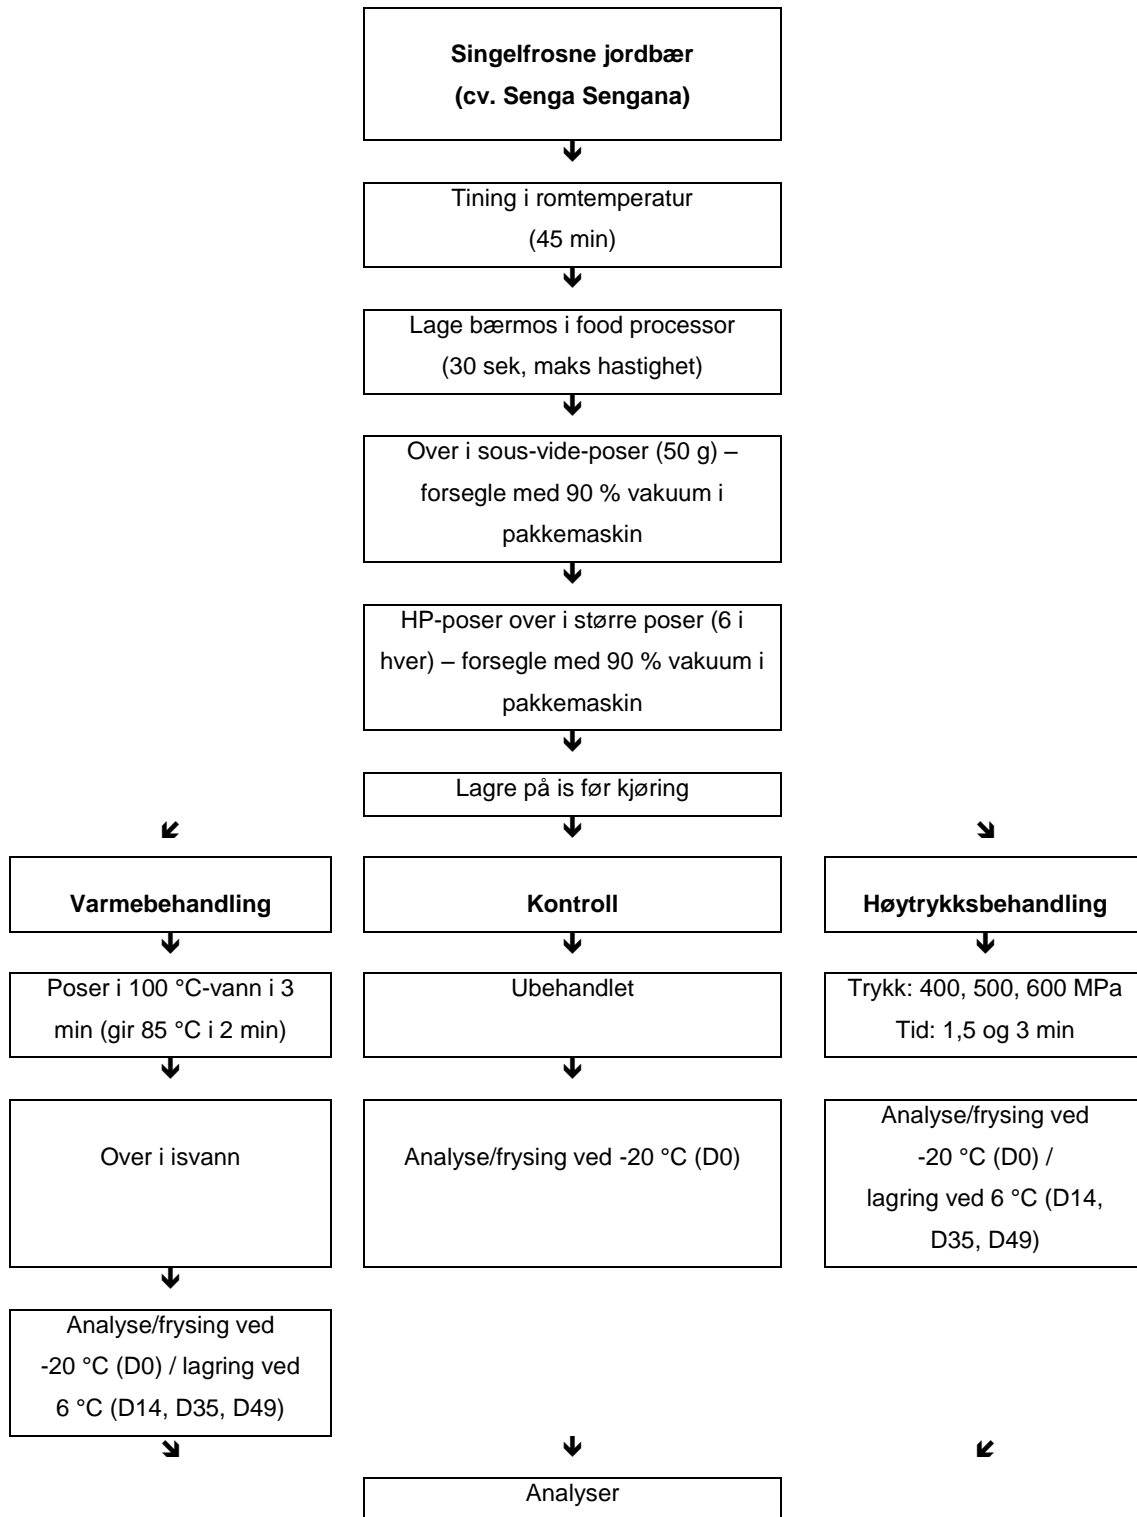 Singelfrosne jordbær
(cv. Senga Sengana)
Tining i romtemperatur
(45 min)
Lage bærmos i food processor
(30 sek, maks hastighet)
Over i sous-vide-poser (50 g) –
forsegle med 90 % vakuum i
pakkemaskin
HP-poser over i større poser (6 i
hver) – forsegle med 90 % vakuum i
pakkemaskin
Lagre på is før kjøring
Varmebehandling
Kontroll
Høytrykksbehandling
Poser i 100 °C-vann i 3
min (gir 85 °C i 2 min)
Ubehandlet
Trykk: 400, 500, 600 MPa
Tid: 1,5 og 3 min
Over i isvann
Analyse/frysing ved -20 °C (D0)
Analyse/frysing ved
-20 °C (D0) /
lagring ved 6 °C (D14,
D35, D49)
Analyse/frysing ved
-20 °C (D0) / lagring ved
6 °C (D14, D35, D49)
Analyser